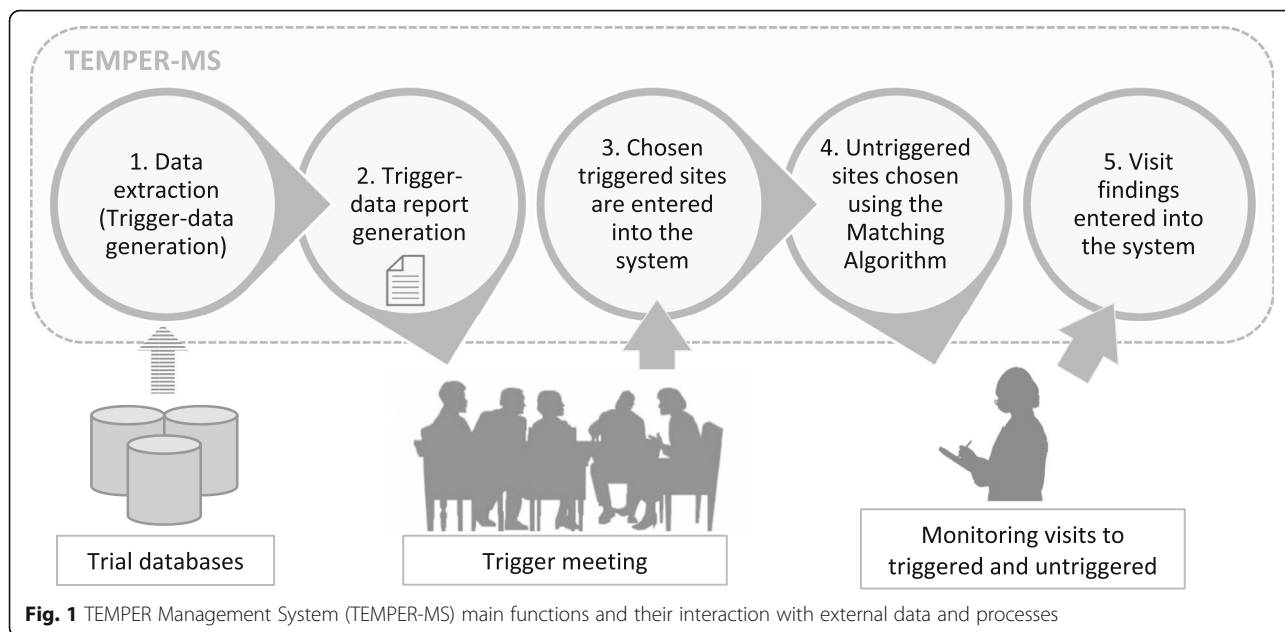 TEMPER-MS
1. Data
extraction
(Trigger-data
generation)
2. Trigger-
data report
generation
3. Chosen
triggered sites
are entered
into the
system
4. Untriggered
sites chosen
using the
Matching
Algorithm
5. Visit
findings
entered into
the system
Trial databases
Trigger meeting
Monitoring visits to
triggered and untriggered
Fig. 1 TEMPER Management System (TEMPER-MS) main functions and their interaction with external data and processes